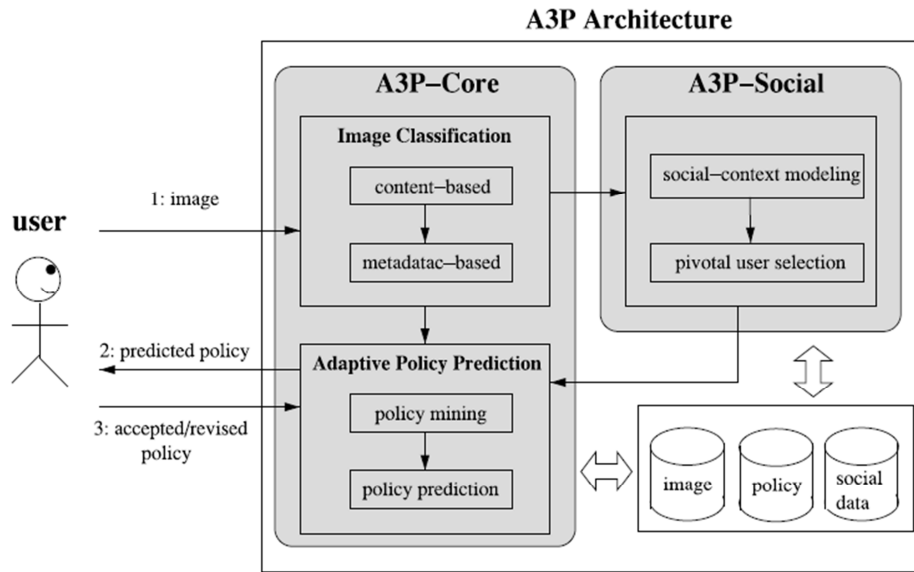 A3P Architecture
A3P–Core
Image Classification
content–based
metadatac–based
A3P–Social
social–context modeling
pivotal user selection
1: image
user
2: predicted policy
3: accepted/revised
policy
Adaptive Policy Prediction
policy mining
policy prediction
image
policy
social
data